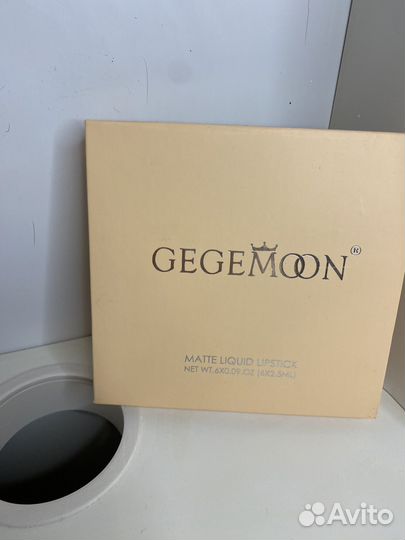 GEGEMOON®
MATTE LIQUID LIPSTICK
NET WT.6X0.09.OZ (6X2.5ML)
Avito